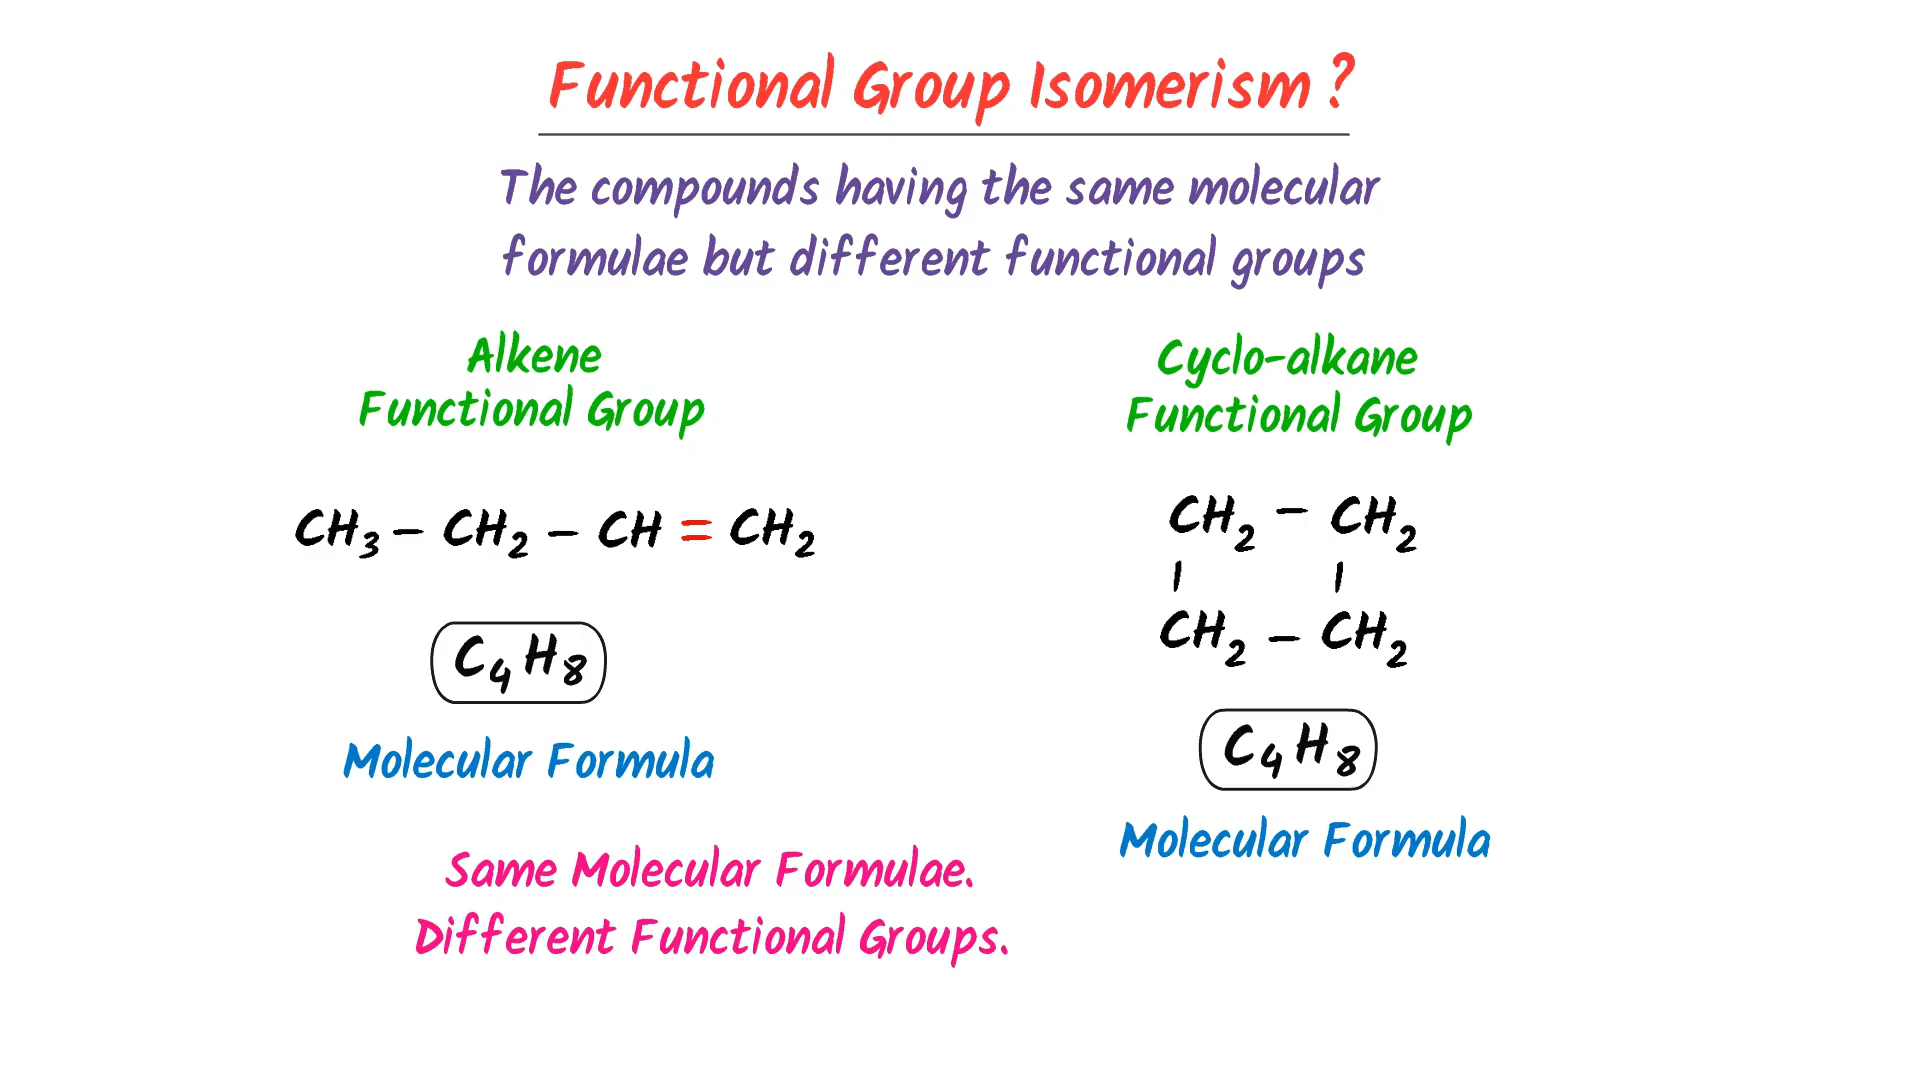 Functional Group Isomerism ?
The compounds having the same molecular
formulae but different functional groups
Alkene
Functional Group
CH₃ – CH₂ – CH = CH₂
C₄H₈
Molecular Formula
Cyclo-alkane
Functional Group
CH₂ – CH₂
| |
CH₂ – CH₂
C₄H₈
Molecular Formula
Same Molecular Formulae.
Different Functional Groups.